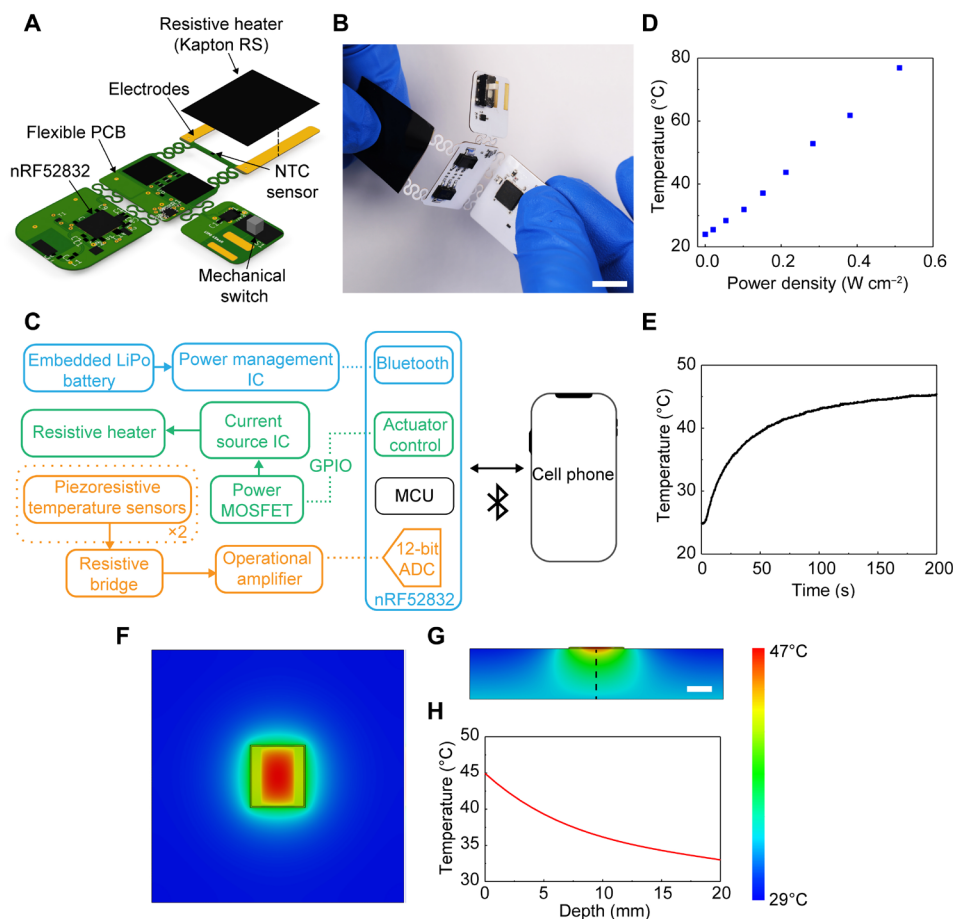 A
Resistive heater
(Kapton RS)
Electrodes
Flexible PCB
nRF52832
NTC
sensor
Mechanical
switch
B
D
Temperature (°C)
80
60
40
20
0.0
0.2
0.4
0.6
Power density (W cm⁻²)
C
Embedded LiPo
battery
Power management
IC
Bluetooth
Resistive heater
Current
source IC
Actuator
control
GPIO
Power
MOSFET
MCU
Piezoresistive
temperature sensors
×2
Resistive
bridge
Operational
amplifier
12-bit
ADC
nRF52832
Cell phone
E
Temperature (°C)
50
40
30
20
0
50
100
150
200
Time (s)
F
G
47°C
29°C
H
Temperature (°C)
50
45
40
35
30
0
5
10
15
20
Depth (mm)